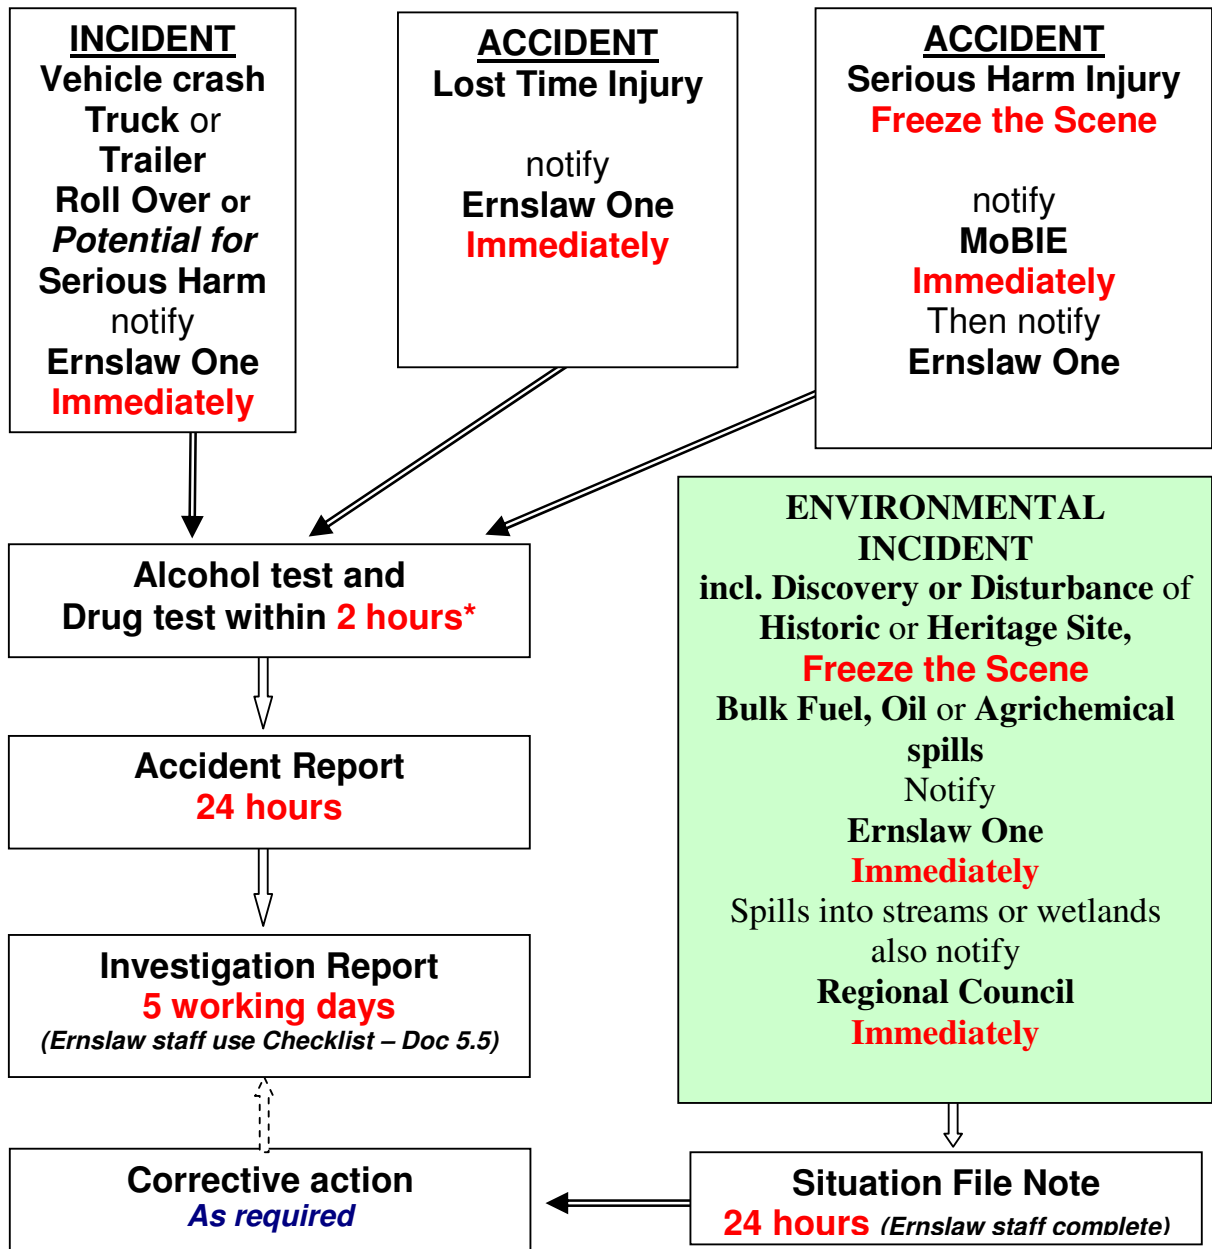 INCIDENT
Vehicle crash
Truck or
Trailer
Roll Over or
Potential for
Serious Harm
notify
Ernslaw One
Immediately
ACCIDENT
Lost Time Injury
notify
Ernslaw One
Immediately
ACCIDENT
Serious Harm Injury
Freeze the Scene
notify
MoBIE
Immediately
Then notify
Ernslaw One
Alcohol test and
Drug test within 2 hours*
Accident Report
24 hours
Investigation Report
5 working days
(Ernslaw staff use Checklist – Doc 5.5)
Corrective action
As required
ENVIRONMENTAL
INCIDENT
incl. Discovery or Disturbance of
Historic or Heritage Site,
Freeze the Scene
Bulk Fuel, Oil or Agrichemical
spills
Notify
Ernslaw One
Immediately
Spills into streams or wetlands
also notify
Regional Council
Immediately
Situation File Note
24 hours (Ernslaw staff complete)